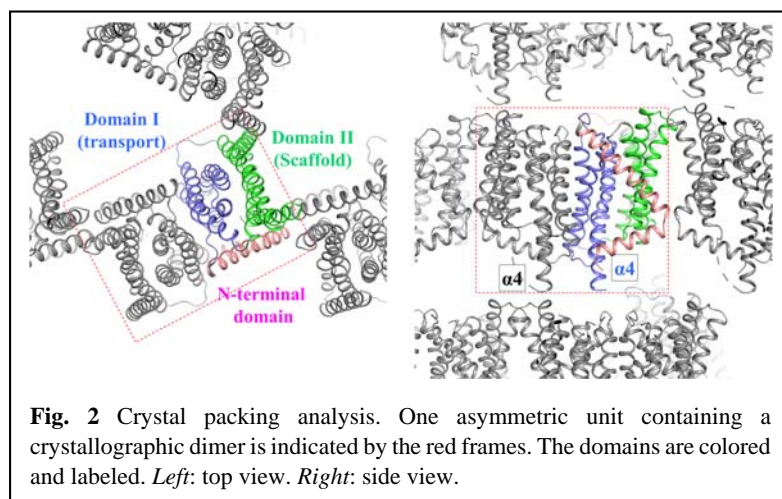 Domain I
(transport)
Domain II
(Scaffold)
N-terminal
domain
α4
α4
Fig. 2 Crystal packing analysis. One asymmetric unit containing a
crystallographic dimer is indicated by the red frames. The domains are colored
and labeled. Left: top view. Right: side view.